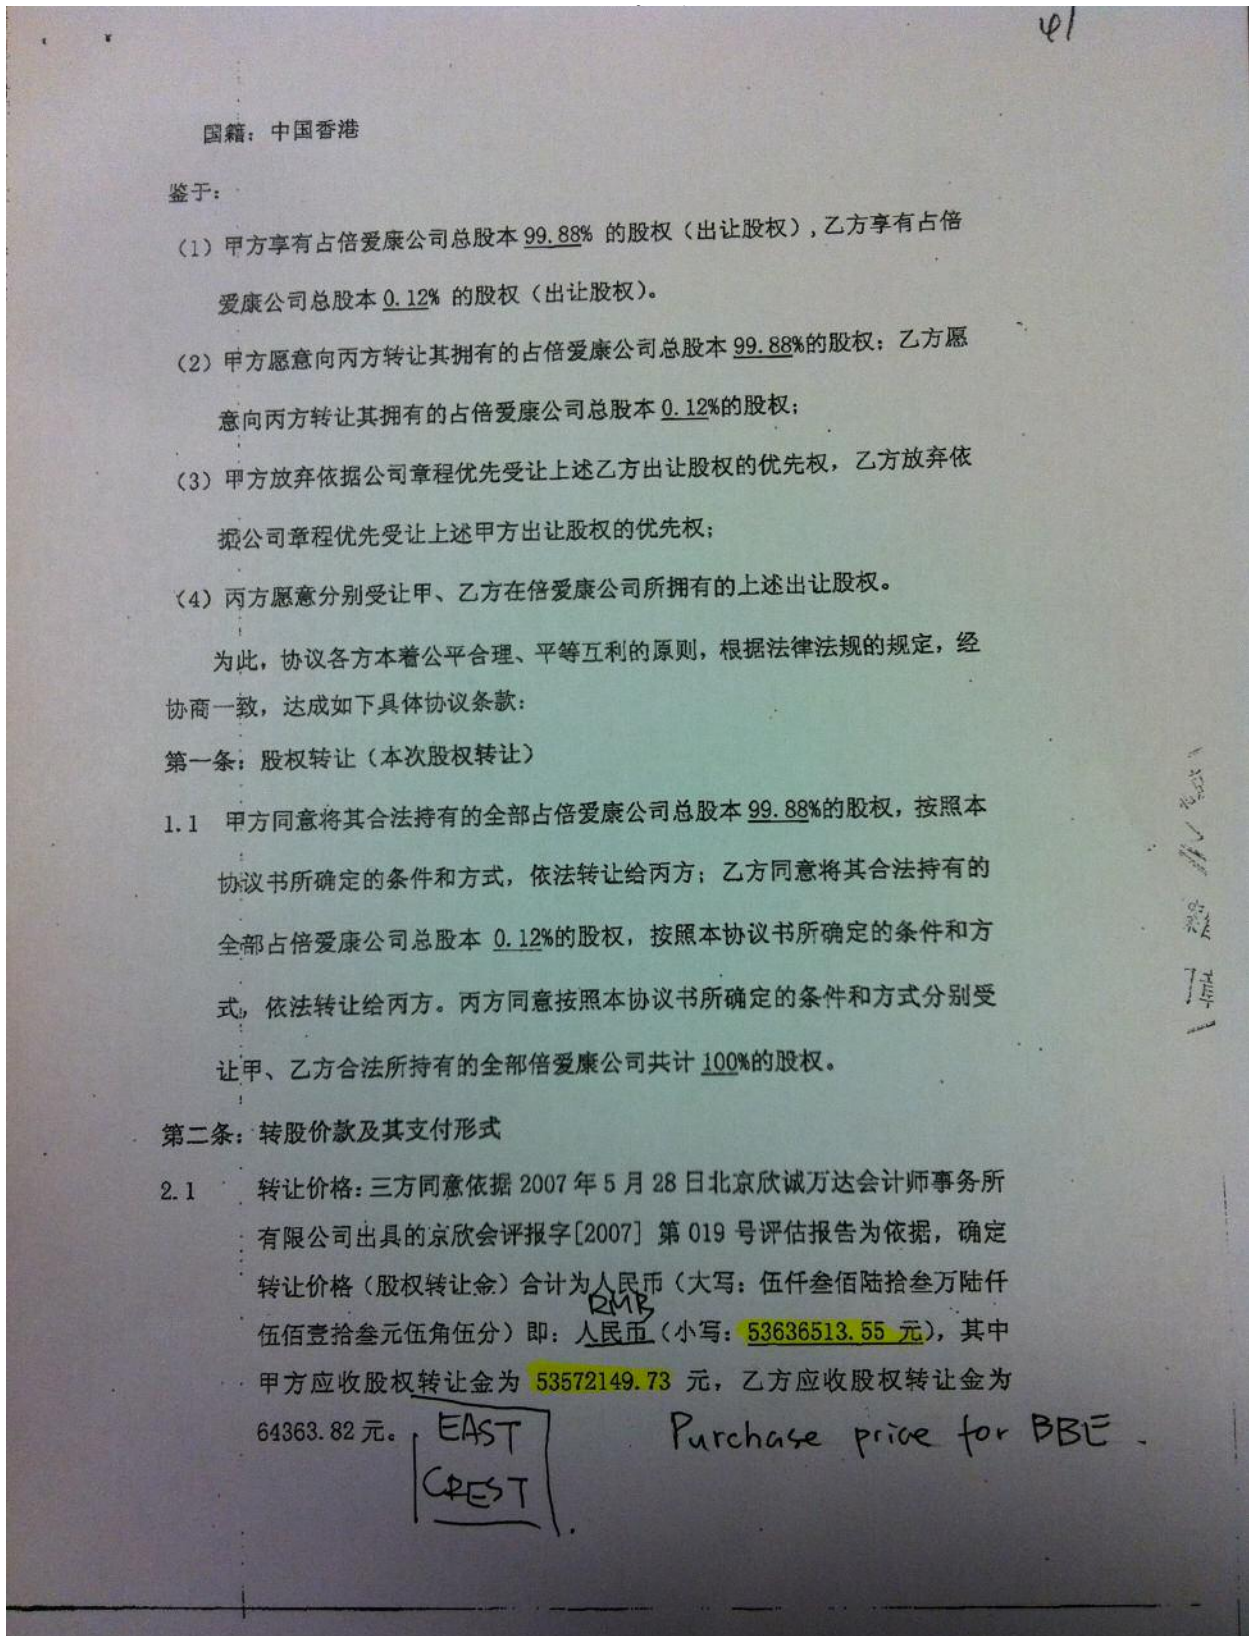 41
国籍：中国香港
鉴于：
（1）甲方享有占倍爱康公司总股本 99.88% 的股权（出让股权），乙方享有占倍
爱康公司总股本 0.12% 的股权（出让股权）。
（2）甲方愿意向丙方转让其拥有的占倍爱康公司总股本 99.88%的股权；乙方愿
意向丙方转让其拥有的占倍爱康公司总股本 0.12%的股权；
（3）甲方放弃依据公司章程优先受让上述乙方出让股权的优先权，乙方放弃依
据公司章程优先受让上述甲方出让股权的优先权；
（4）丙方愿意分别受让甲、乙方在倍爱康公司所拥有的上述出让股权。
为此，协议各方本着公平合理、平等互利的原则，根据法律法规的规定，经
协商一致，达成如下具体协议条款：
第一条：股权转让（本次股权转让）
1.1 甲方同意将其合法持有的全部占倍爱康公司总股本 99.88%的股权，按照本
协议书所确定的条件和方式，依法转让给丙方；乙方同意将其合法持有的
全部占倍爱康公司总股本 0.12%的股权，按照本协议书所确定的条件和方
式，依法转让给丙方。丙方同意按照本协议书所确定的条件和方式分别受
让甲、乙方合法所持有的全部倍爱康公司共计 100%的股权。
第二条：转股价款及其支付形式
2.1 转让价格：三方同意依据 2007 年 5 月 28 日北京欣诚万达会计师事务所
有限公司出具的京欣会评报字[2007] 第 019 号评估报告为依据，确定
转让价格（股权转让金）合计为人民币（大写：伍仟叁佰陆拾叁万陆仟
RMB
伍佰壹拾叁元伍角伍分）即：人民币（小写：53636513.55 元），其中
甲方应收股权转让金为 53572149.73 元，乙方应收股权转让金为
64363.82 元。
EAST
CREST
Purchase price for BBE.